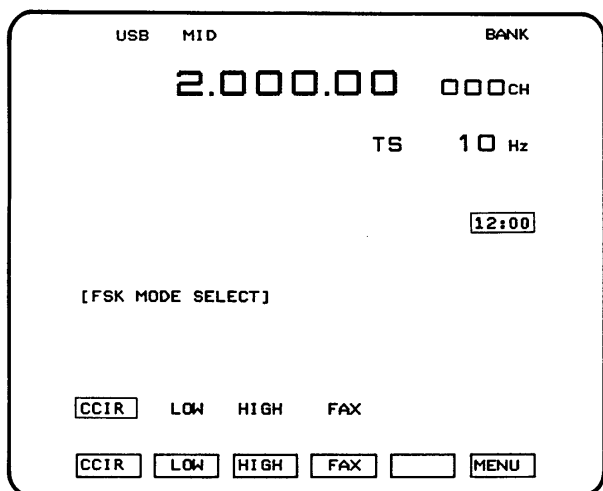 USB MID BANK
2.000.00 000CH
TS 10 Hz
12:00
[FSK MODE SELECT]
CCIR LOW HIGH FAX
CCIR LOW HIGH FAX MENU